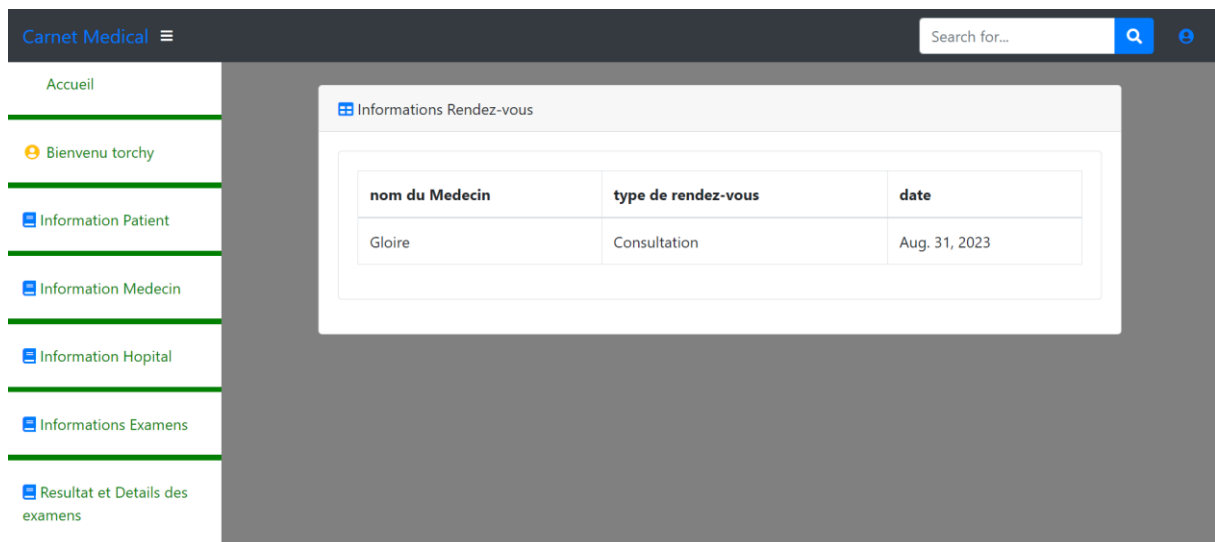 Carnet Medical
Search for...
Accueil
Bienvenu torchy
Information Patient
Information Medecin
Information Hopital
Informations Examens
Resultat et Details des
examens
Informations Rendez-vous
nom du Medecin type de rendez-vous date
Gloire Consultation Aug. 31, 2023